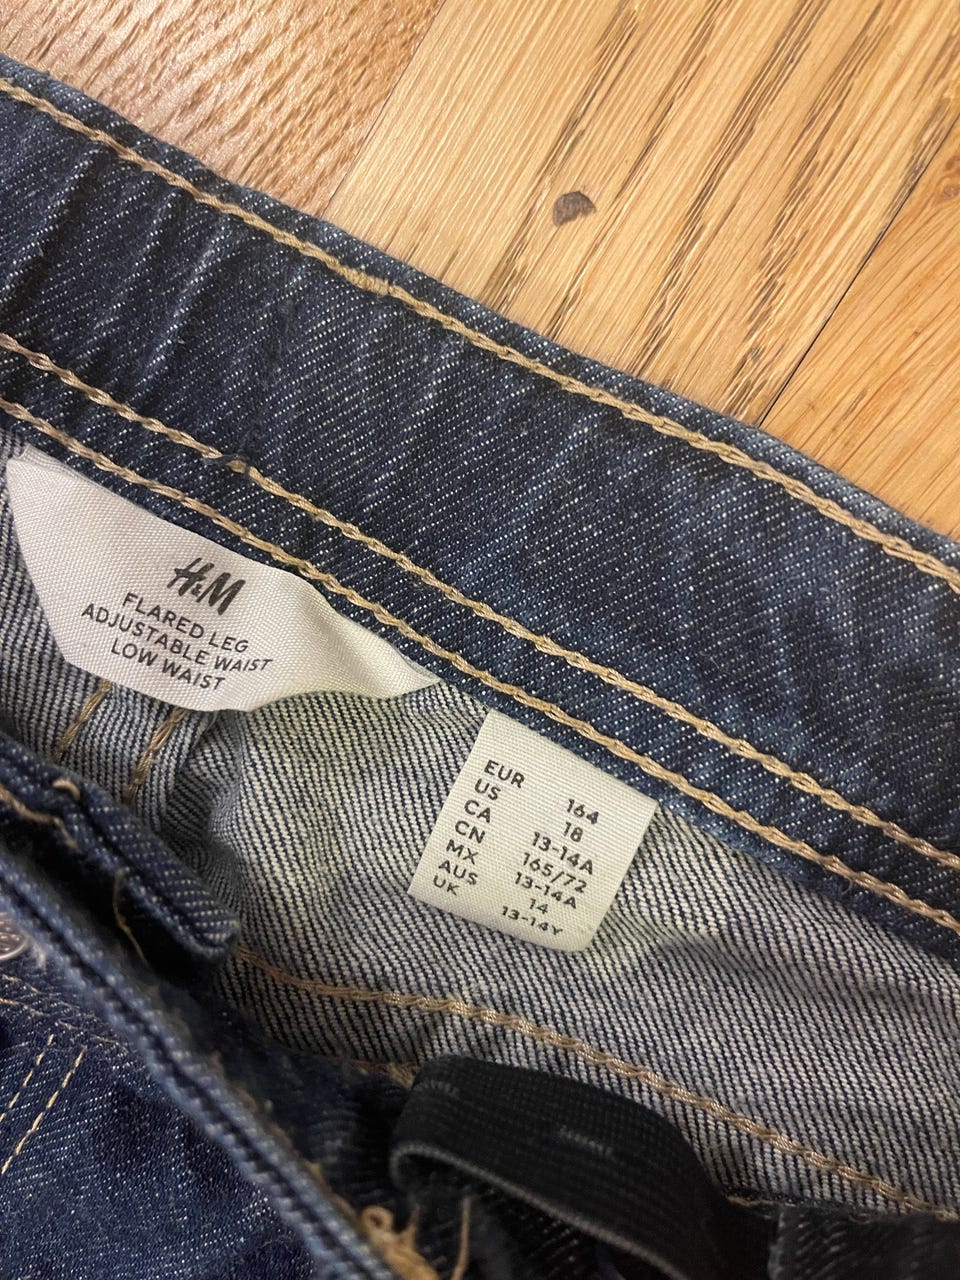 H&M
FLARED LEG
ADJUSTABLE WAIST
LOW WAIST
EUR 164
US 18
CA 13-14A
CN 165/72
MX 13-14A
AUS 14
UK 13-14Y